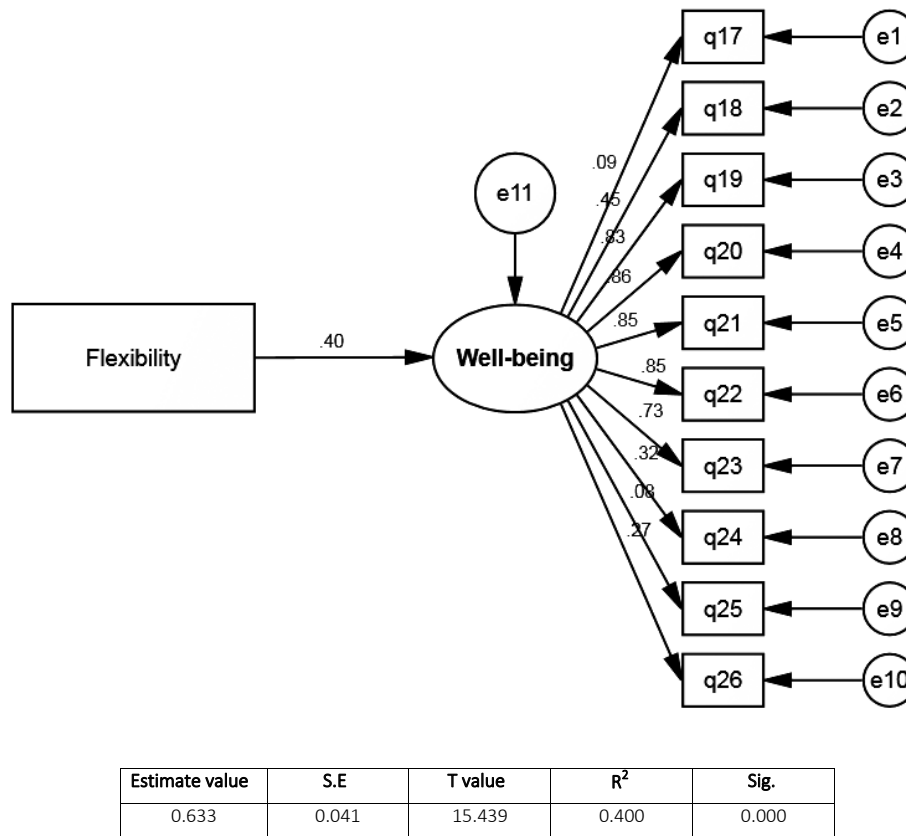 q17
e1
q18
e2
.09
e11
q19
e3
.45
.83
q20
e4
.86
q21
e5
.85
.40
Flexibility
Well-being
.85
q22
e6
.73
q23
e7
.32
.08
q24
e8
.27
q25
e9
q26
e10
Estimate value S.E T value R² Sig.
0.633 0.041 15.439 0.400 0.000